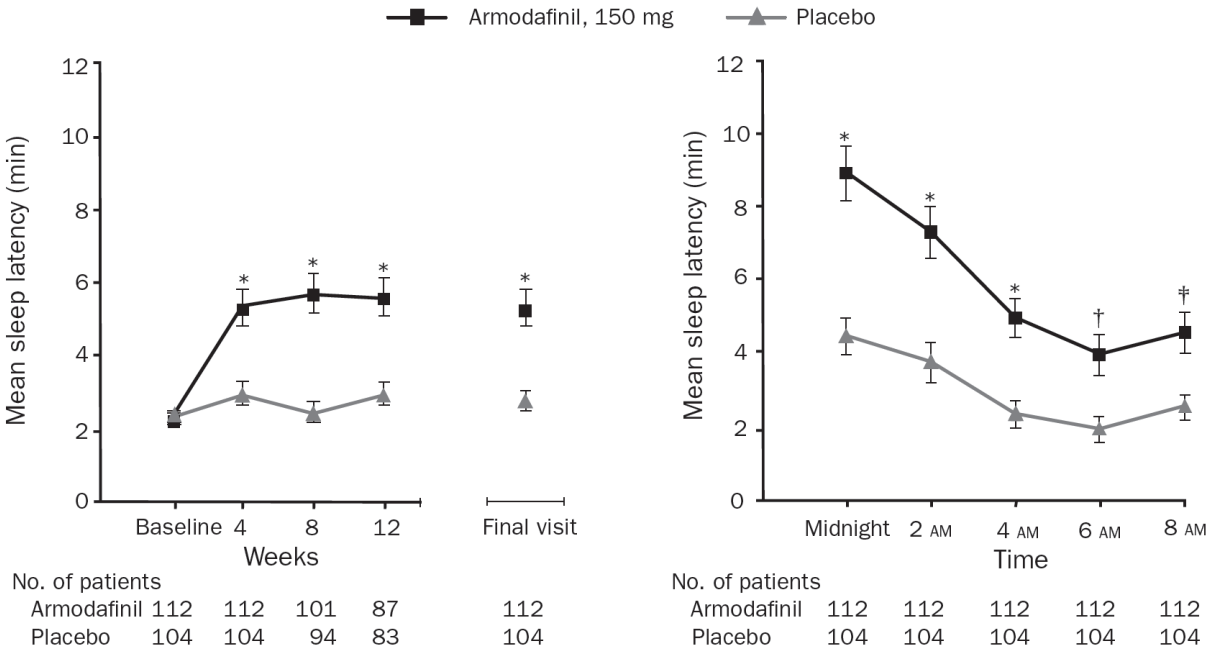 Armodafinil, 150 mg Placebo
Mean sleep latency (min)
12
10
8
6
4
2
0
* * * *
Baseline 4 8 12 Final visit
Weeks
No. of patients
Armodafinil 112 112 101 87 112
Placebo 104 104 94 83 104
Mean sleep latency (min)
12
10
8
6
4
2
0
* * * † ‡
Midnight 2 AM 4 AM 6 AM 8 AM
Time
No. of patients
Armodafinil 112 112 112 112 112
Placebo 104 104 104 104 104